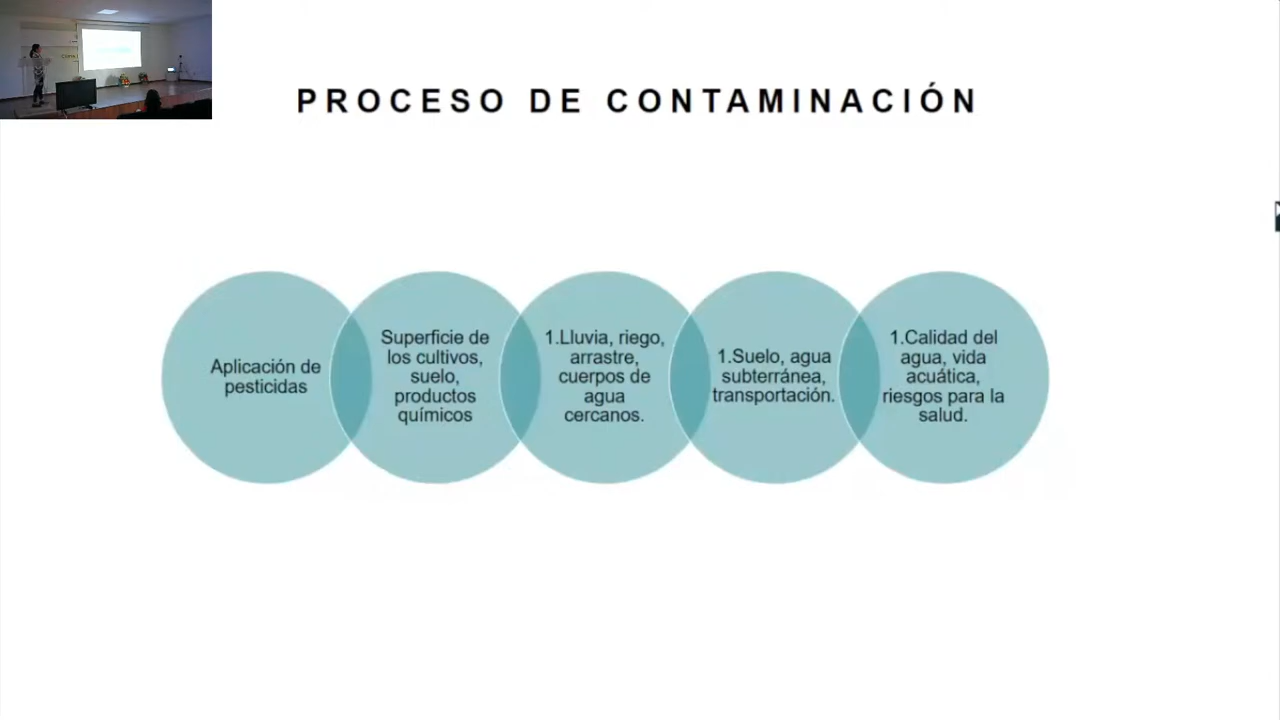 PROCESO DE CONTAMINACIÓN
Aplicación de
pesticidas
Superficie de
los cultivos,
suelo,
productos
químicos
1.Lluvia, riego,
arrastre,
cuerpos de
agua
cercanos.
1.Suelo, agua
subterránea,
transportación.
1.Calidad del
agua, vida
acuática,
riesgos para la
salud.